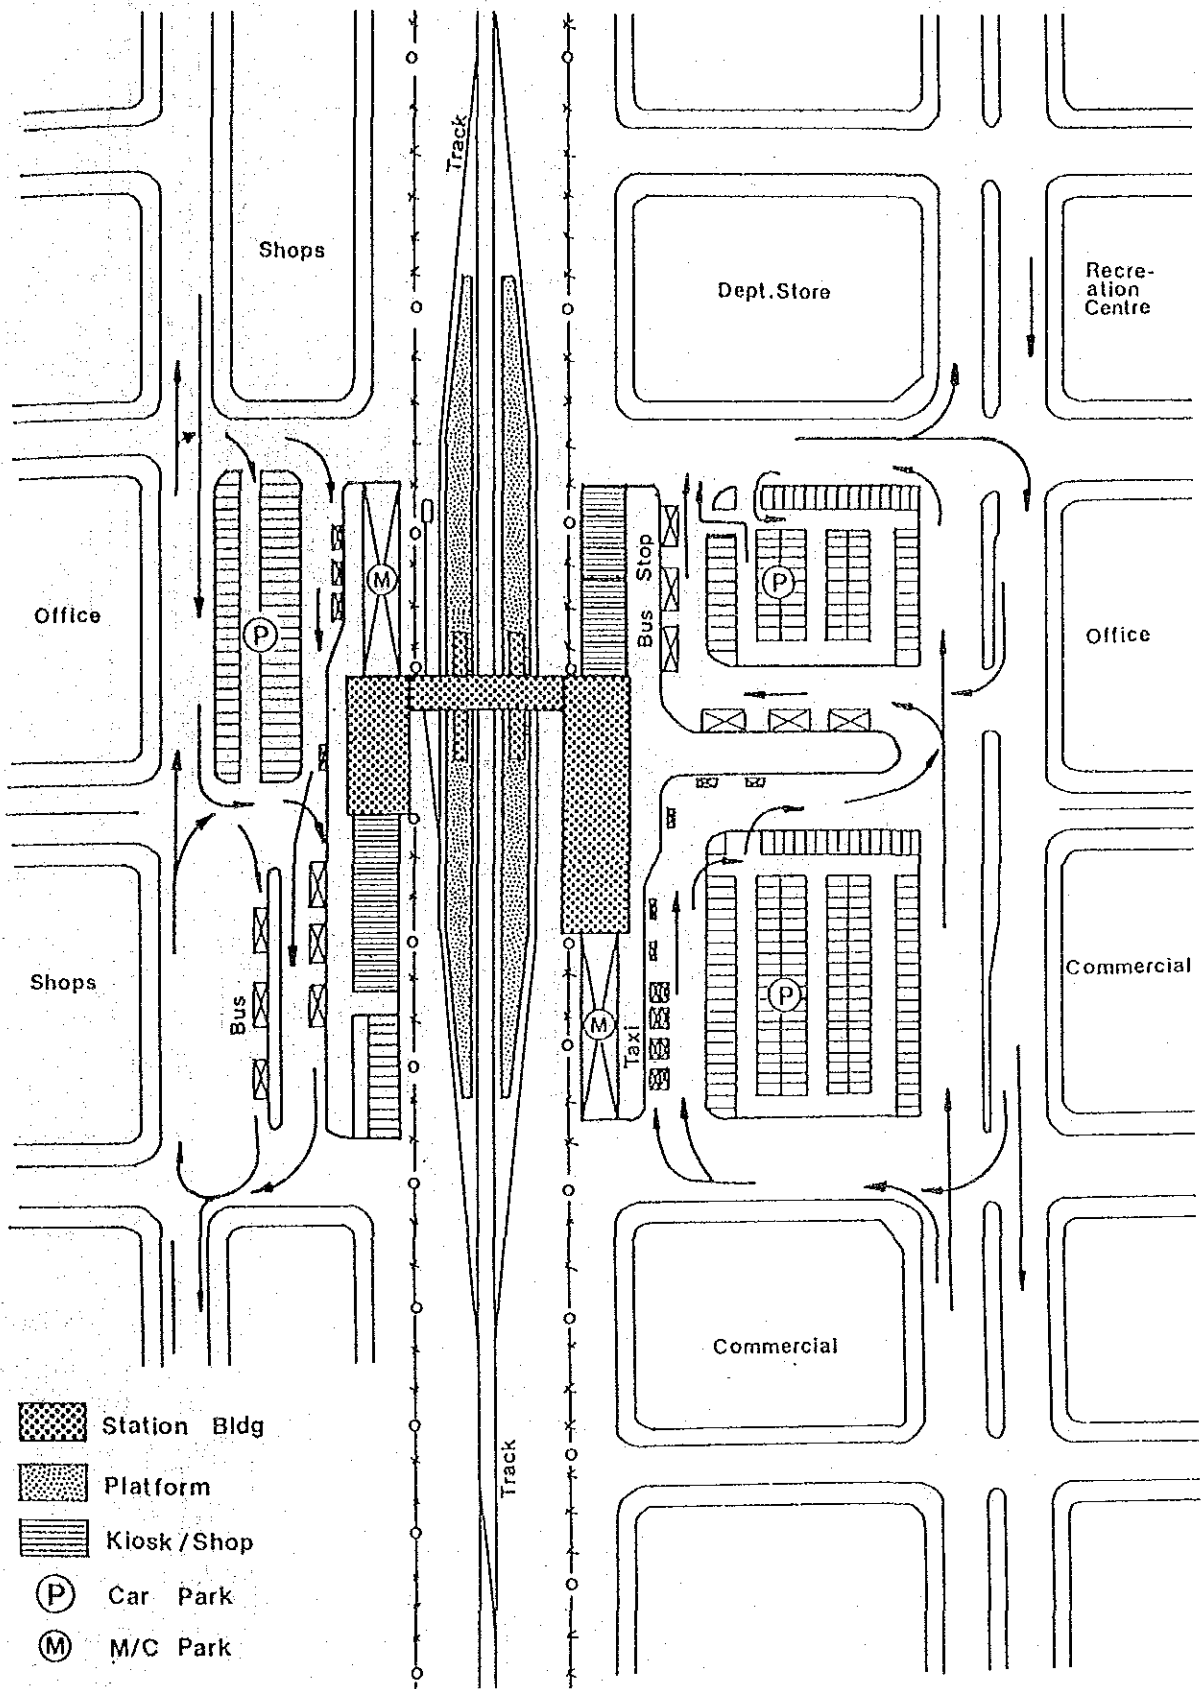 Track
Shops
Dept.Store
Recre-
ation
Centre
Bus Stop
M
P
P
Office
Office
Shops
Bus
Commercial
P
M
Taxi
Commercial
Track
Station Bldg
Platform
Kiosk/Shop
P Car Park
M M/C Park